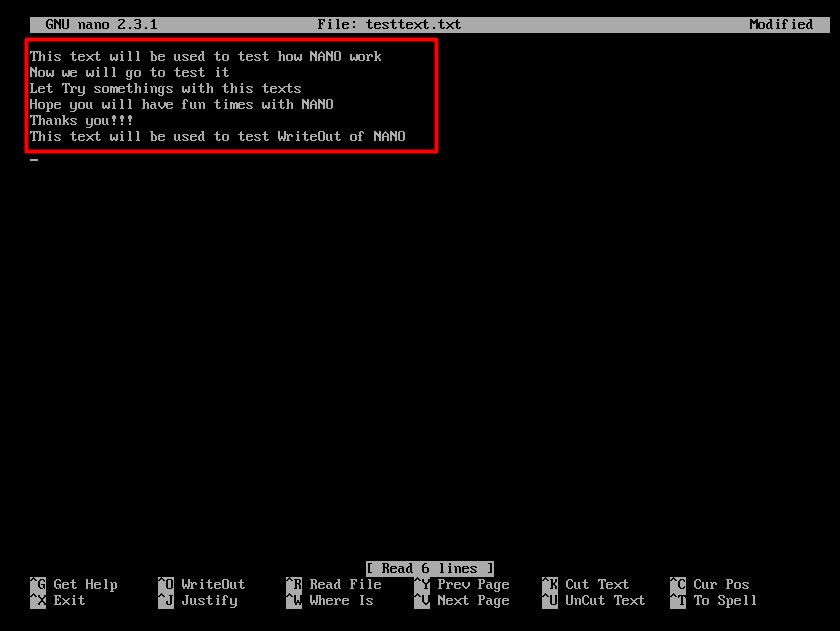 GNU nano 2.3.1 File: testtext.txt Modified
This text will be used to test how NANO work
Now we will go to test it
Let Try somethings with this texts
Hope you will have fun times with NANO
Thanks you!!!
This text will be used to test WriteOut of NANO
[ Read 6 lines ]
^G Get Help ^O WriteOut ^R Read File ^Y Prev Page ^K Cut Text ^C Cur Pos
^X Exit ^J Justify ^W Where Is ^V Next Page ^U UnCut Text ^T To Spell